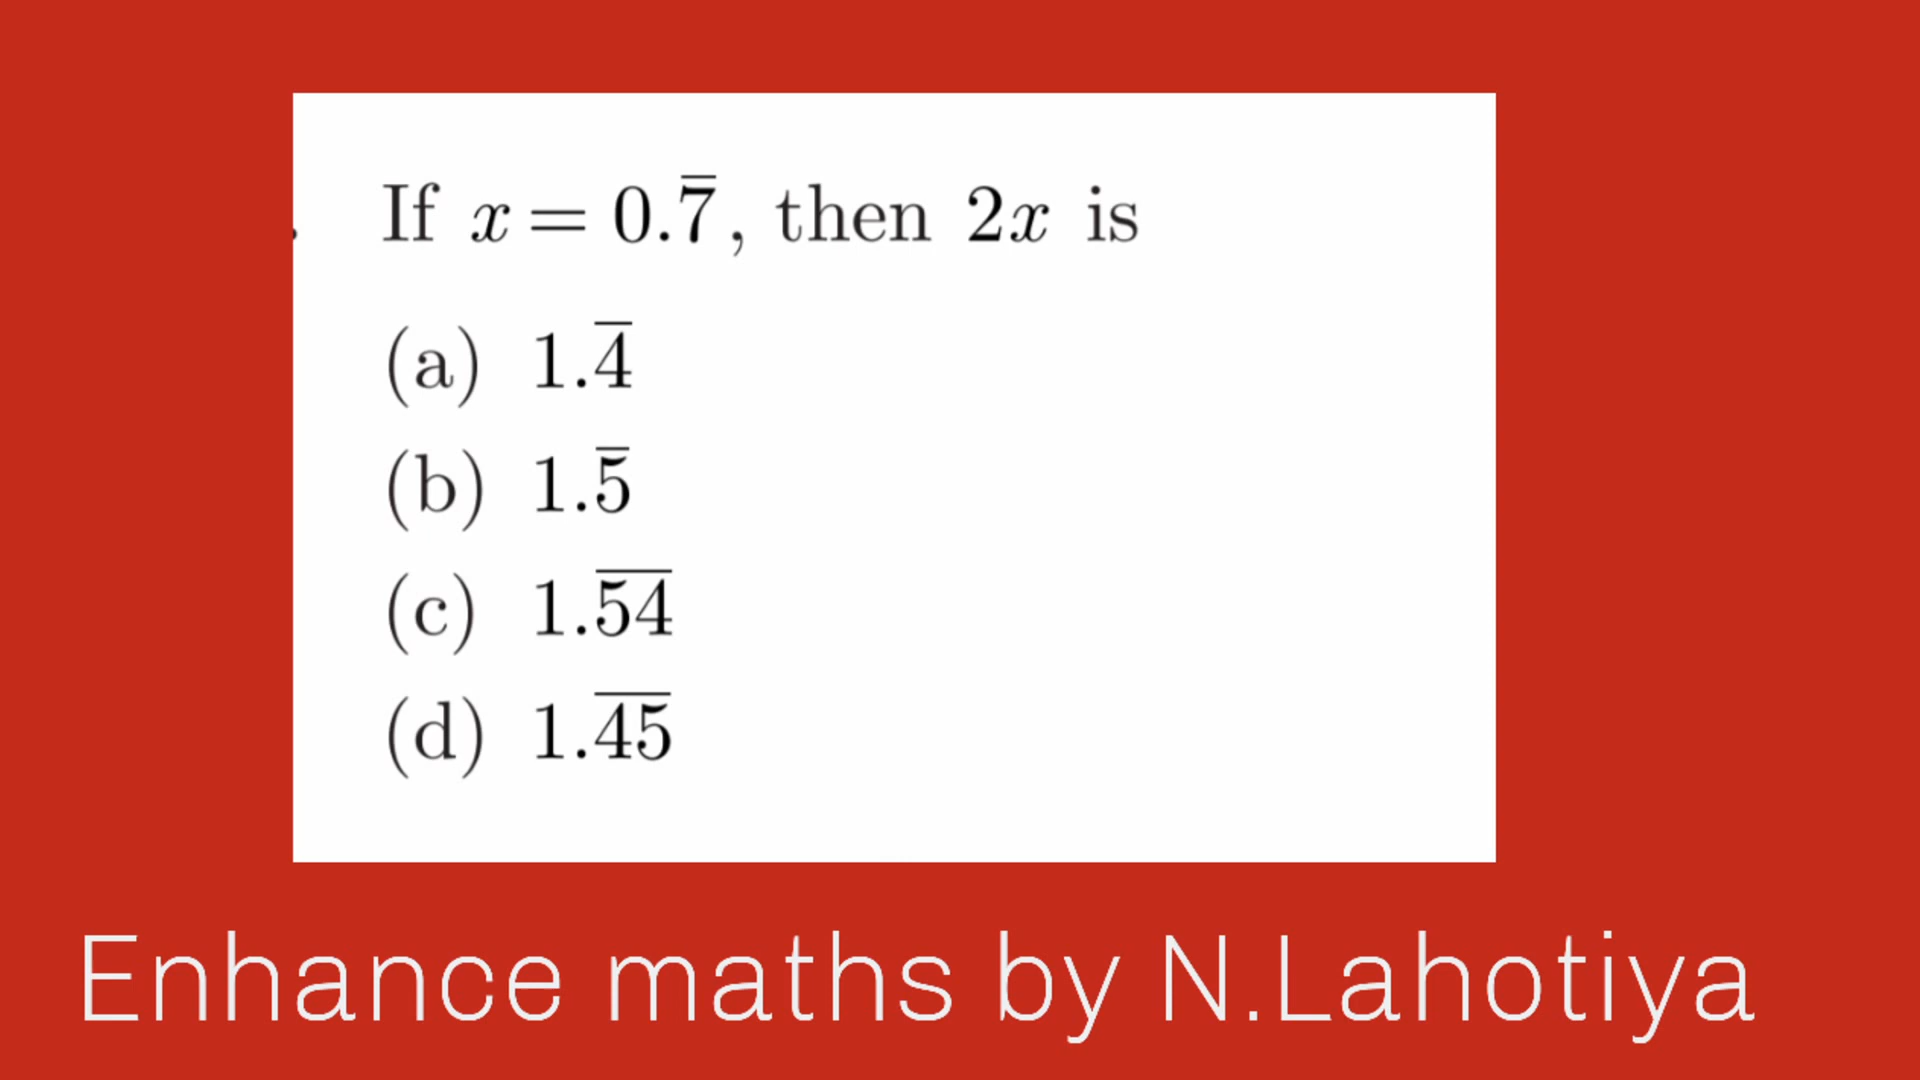 If x = 0.7̅, then 2x is
(a) 1.4̅
(b) 1.5̅
(c) 1.5̅4̅
(d) 1.4̅5̅
Enhance maths by N.Lahotiya